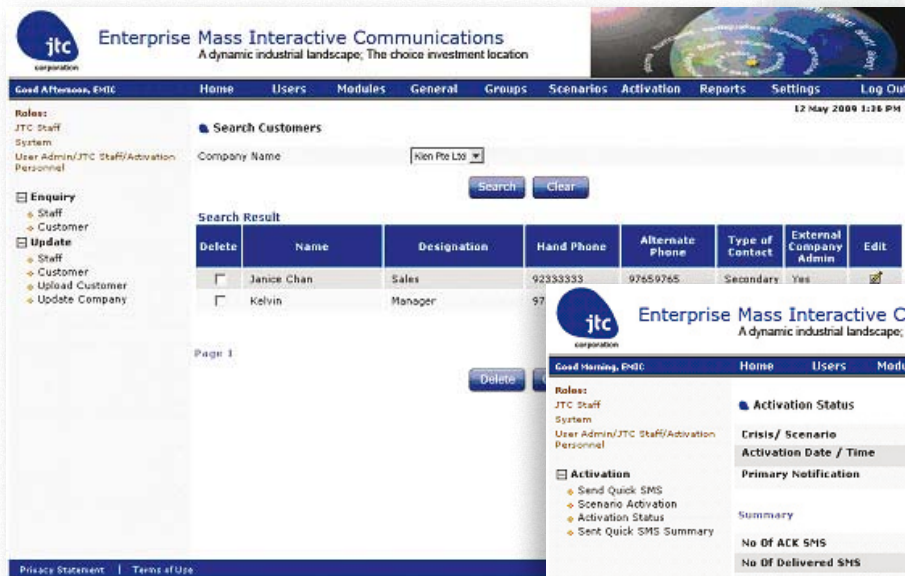 jtc
corporation
Enterprise Mass Interactive Communications
A dynamic industrial landscape; The choice investment location
Good Afternoon, EMIC
Home Users Modules General Groups Scenarios Activation Reports Settings Log Out
12 May 2009 1:36 PM
Roles:
JTC Staff
System
User Admin/JTC Staff/Activation
Personnel
Enquiry
Staff
Customer
Update
Staff
Customer
Upload Customer
Update Company
Search Customers
Company Name Kien Pte Ltd
Search Clear
Search Result
Delete Name Designation Hand Phone Alternate Phone Type of Contact External Company Admin Edit
Janice Chan Sales 92333333 97659765 Secondary Yes
Kelvin Manager 97
Page 1
Delete
Privacy Statement | Terms of Use
jtc
corporation
Enterprise Mass Interactive C
A dynamic industrial landscape;
Good Morning, EMIC
Home Users Modu
Roles:
JTC Staff
System
User Admin/JTC Staff/Activation
Personnel
Activation
Send Quick SMS
Scenario Activation
Activation Status
Sent Quick SMS Summary
Activation Status
Crisis/ Scenario
Activation Date / Time
Primary Notification
Summary
No Of ACK SMS
No Of Delivered SMS